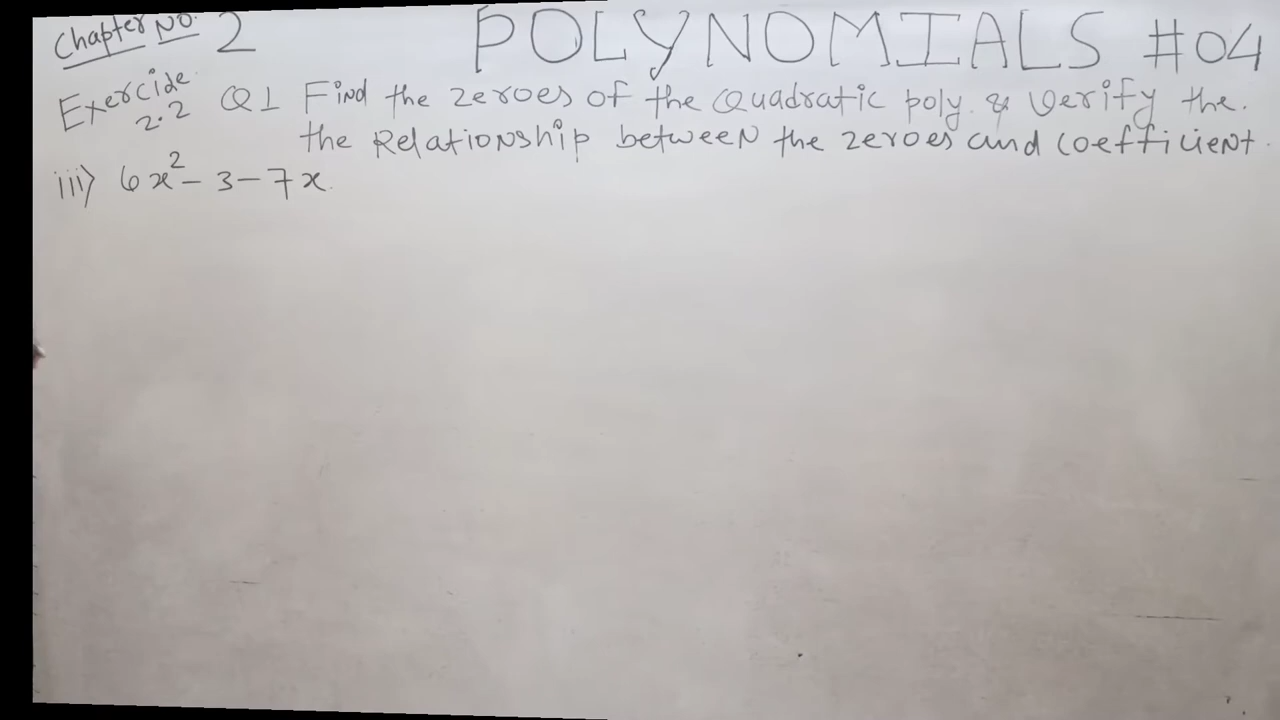 Chapter No. 2 POLYNOMIALS #04
Exercise 2.2 Q1 Find the zeroes of the Quadratic poly. & Verify the.
the Relationship between the zeroes and coefficient.
iii) 6x² - 3 - 7x.